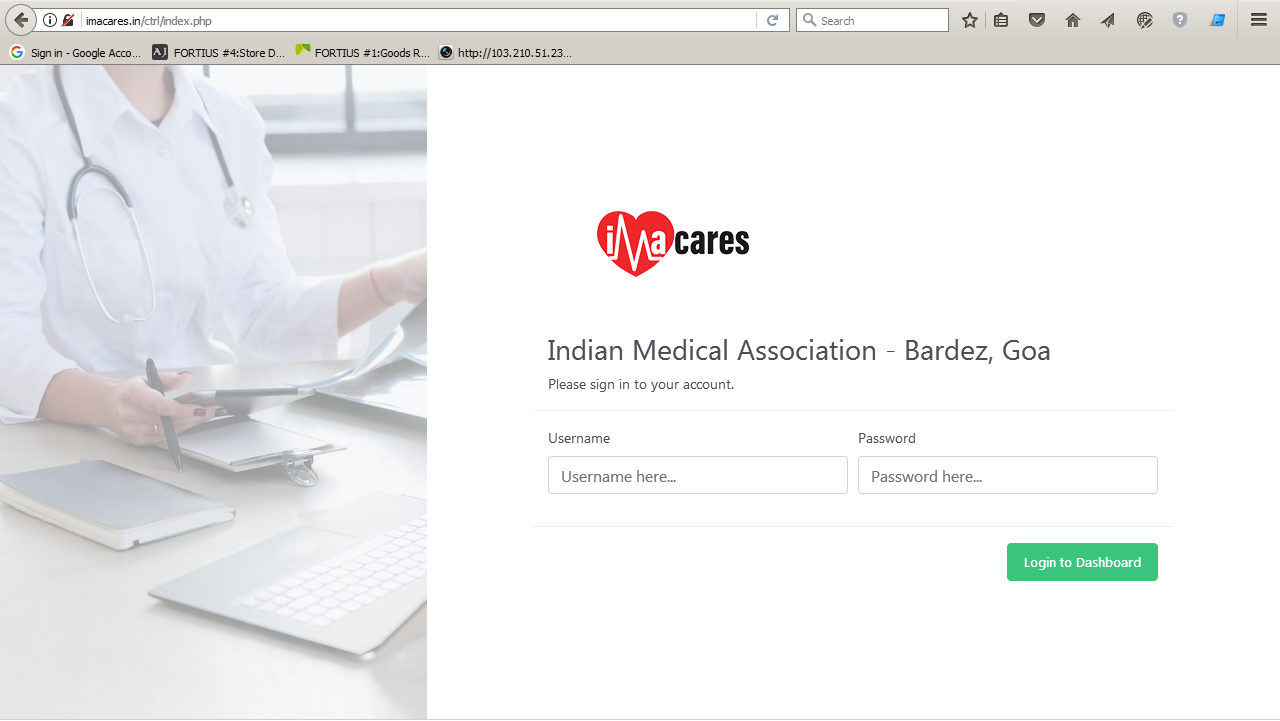 imacares.in/ctrl/index.php
Search
Sign in - Google Acco...
FORTIUS #4:Store D...
FORTIUS #1:Goods R...
http://103.210.51.23...
iMa cares
Indian Medical Association - Bardez, Goa
Please sign in to your account.
Username
Password
Username here...
Password here...
Login to Dashboard